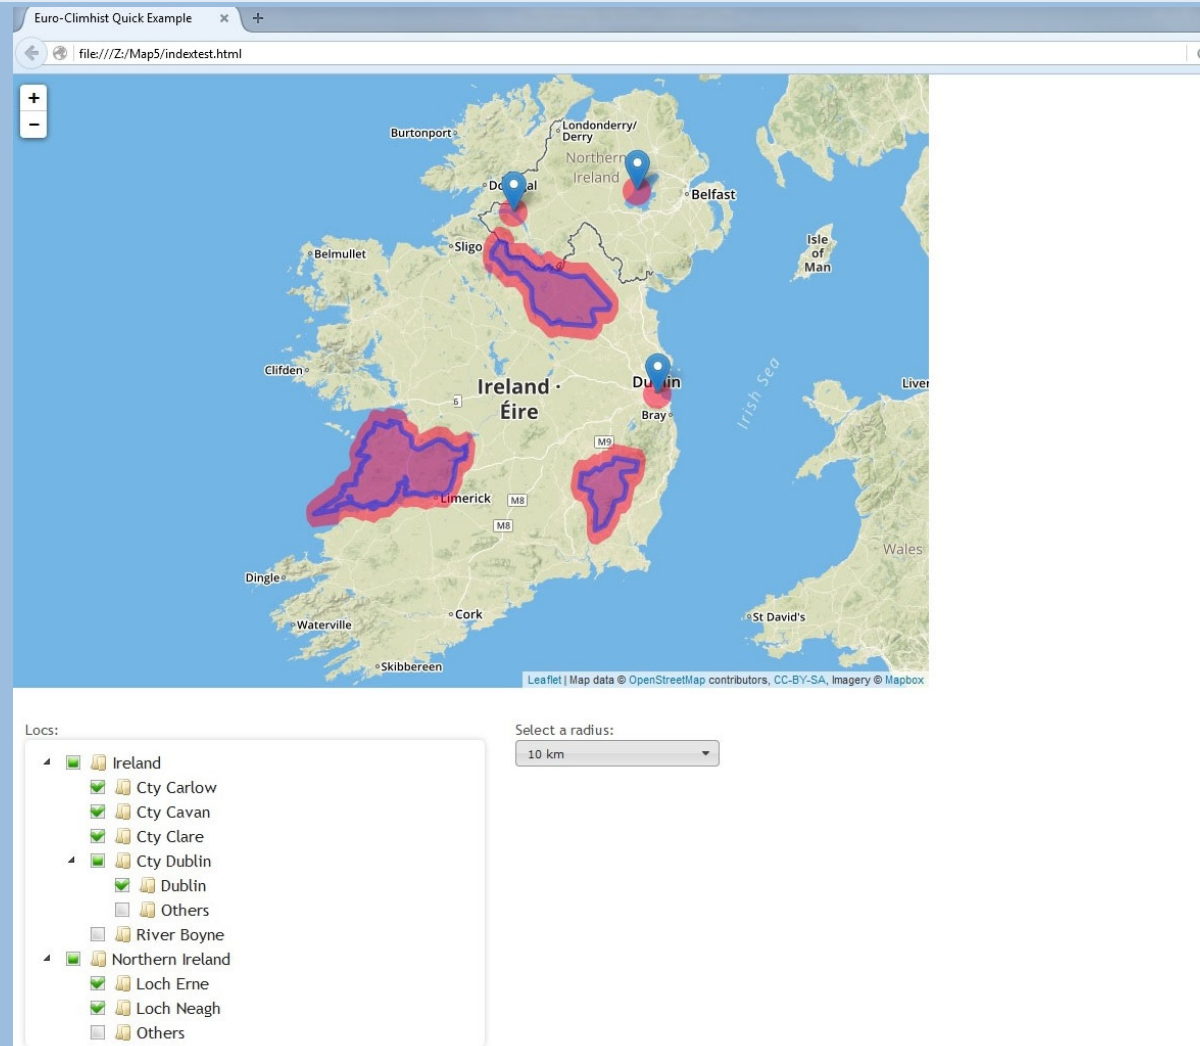 Euro-Climhist Quick Example × +
file:///Z:/Map5/indextest.html
+
−
Burtonport
Londonderry/
Derry
Northern
Ireland
Belfast
Sligo
Belmullet
Isle
of
Man
Clifden
Ireland
Éire
Irish Sea
6
Bray
M9
Limerick
M8
M8
Wales
Dingle
Cork
Waterville
St David's
Skibbereen
Leaflet | Map data © OpenStreetMap contributors, CC-BY-SA, Imagery © Mapbox
Locs:
Select a radius:
10 km
Ireland
Cty Carlow
Cty Cavan
Cty Clare
Cty Dublin
Dublin
Others
River Boyne
Northern Ireland
Loch Erne
Loch Neagh
Others